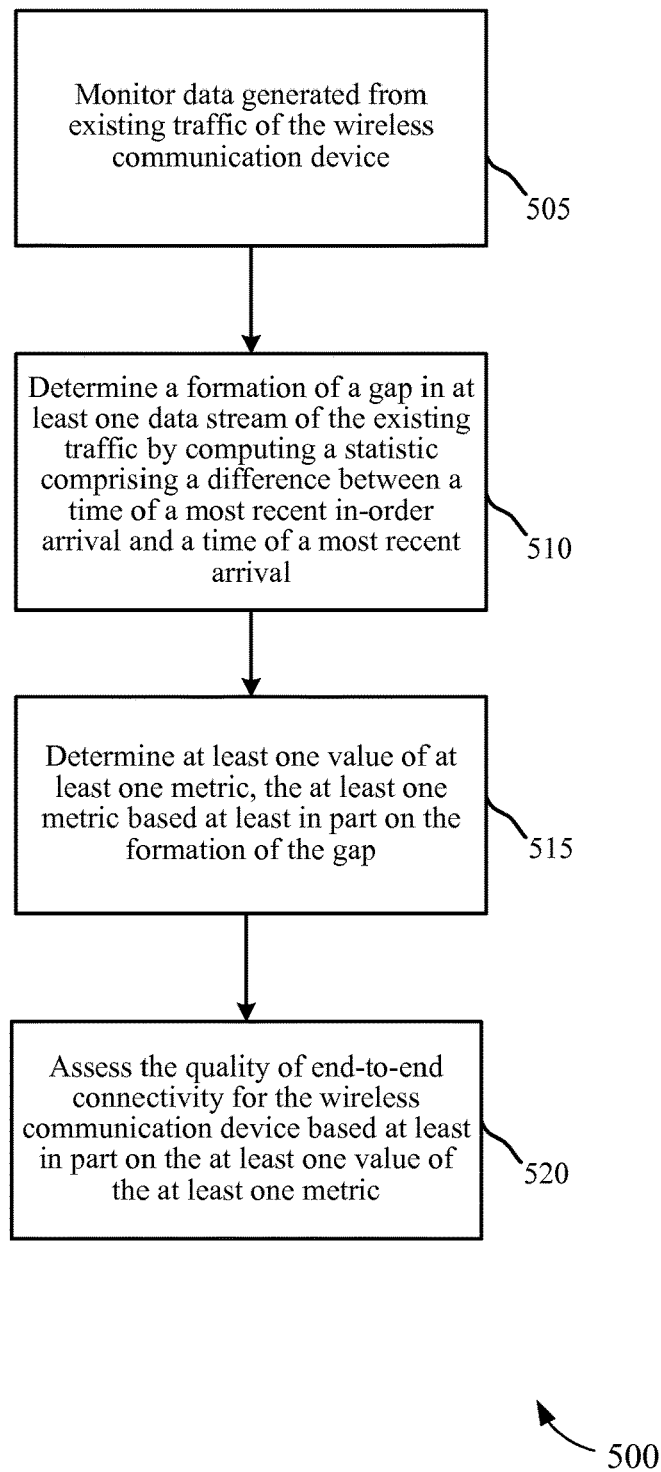 Monitor data generated from
existing traffic of the wireless
communication device
505
Determine a formation of a gap in at
least one data stream of the existing
traffic by computing a statistic
comprising a difference between a
time of a most recent in-order
arrival and a time of a most recent
arrival
510
Determine at least one value of at
least one metric, the at least one
metric based at least in part on the
formation of the gap
515
Assess the quality of end-to-end
connectivity for the wireless
communication device based at least
in part on the at least one value of
the at least one metric
520
500